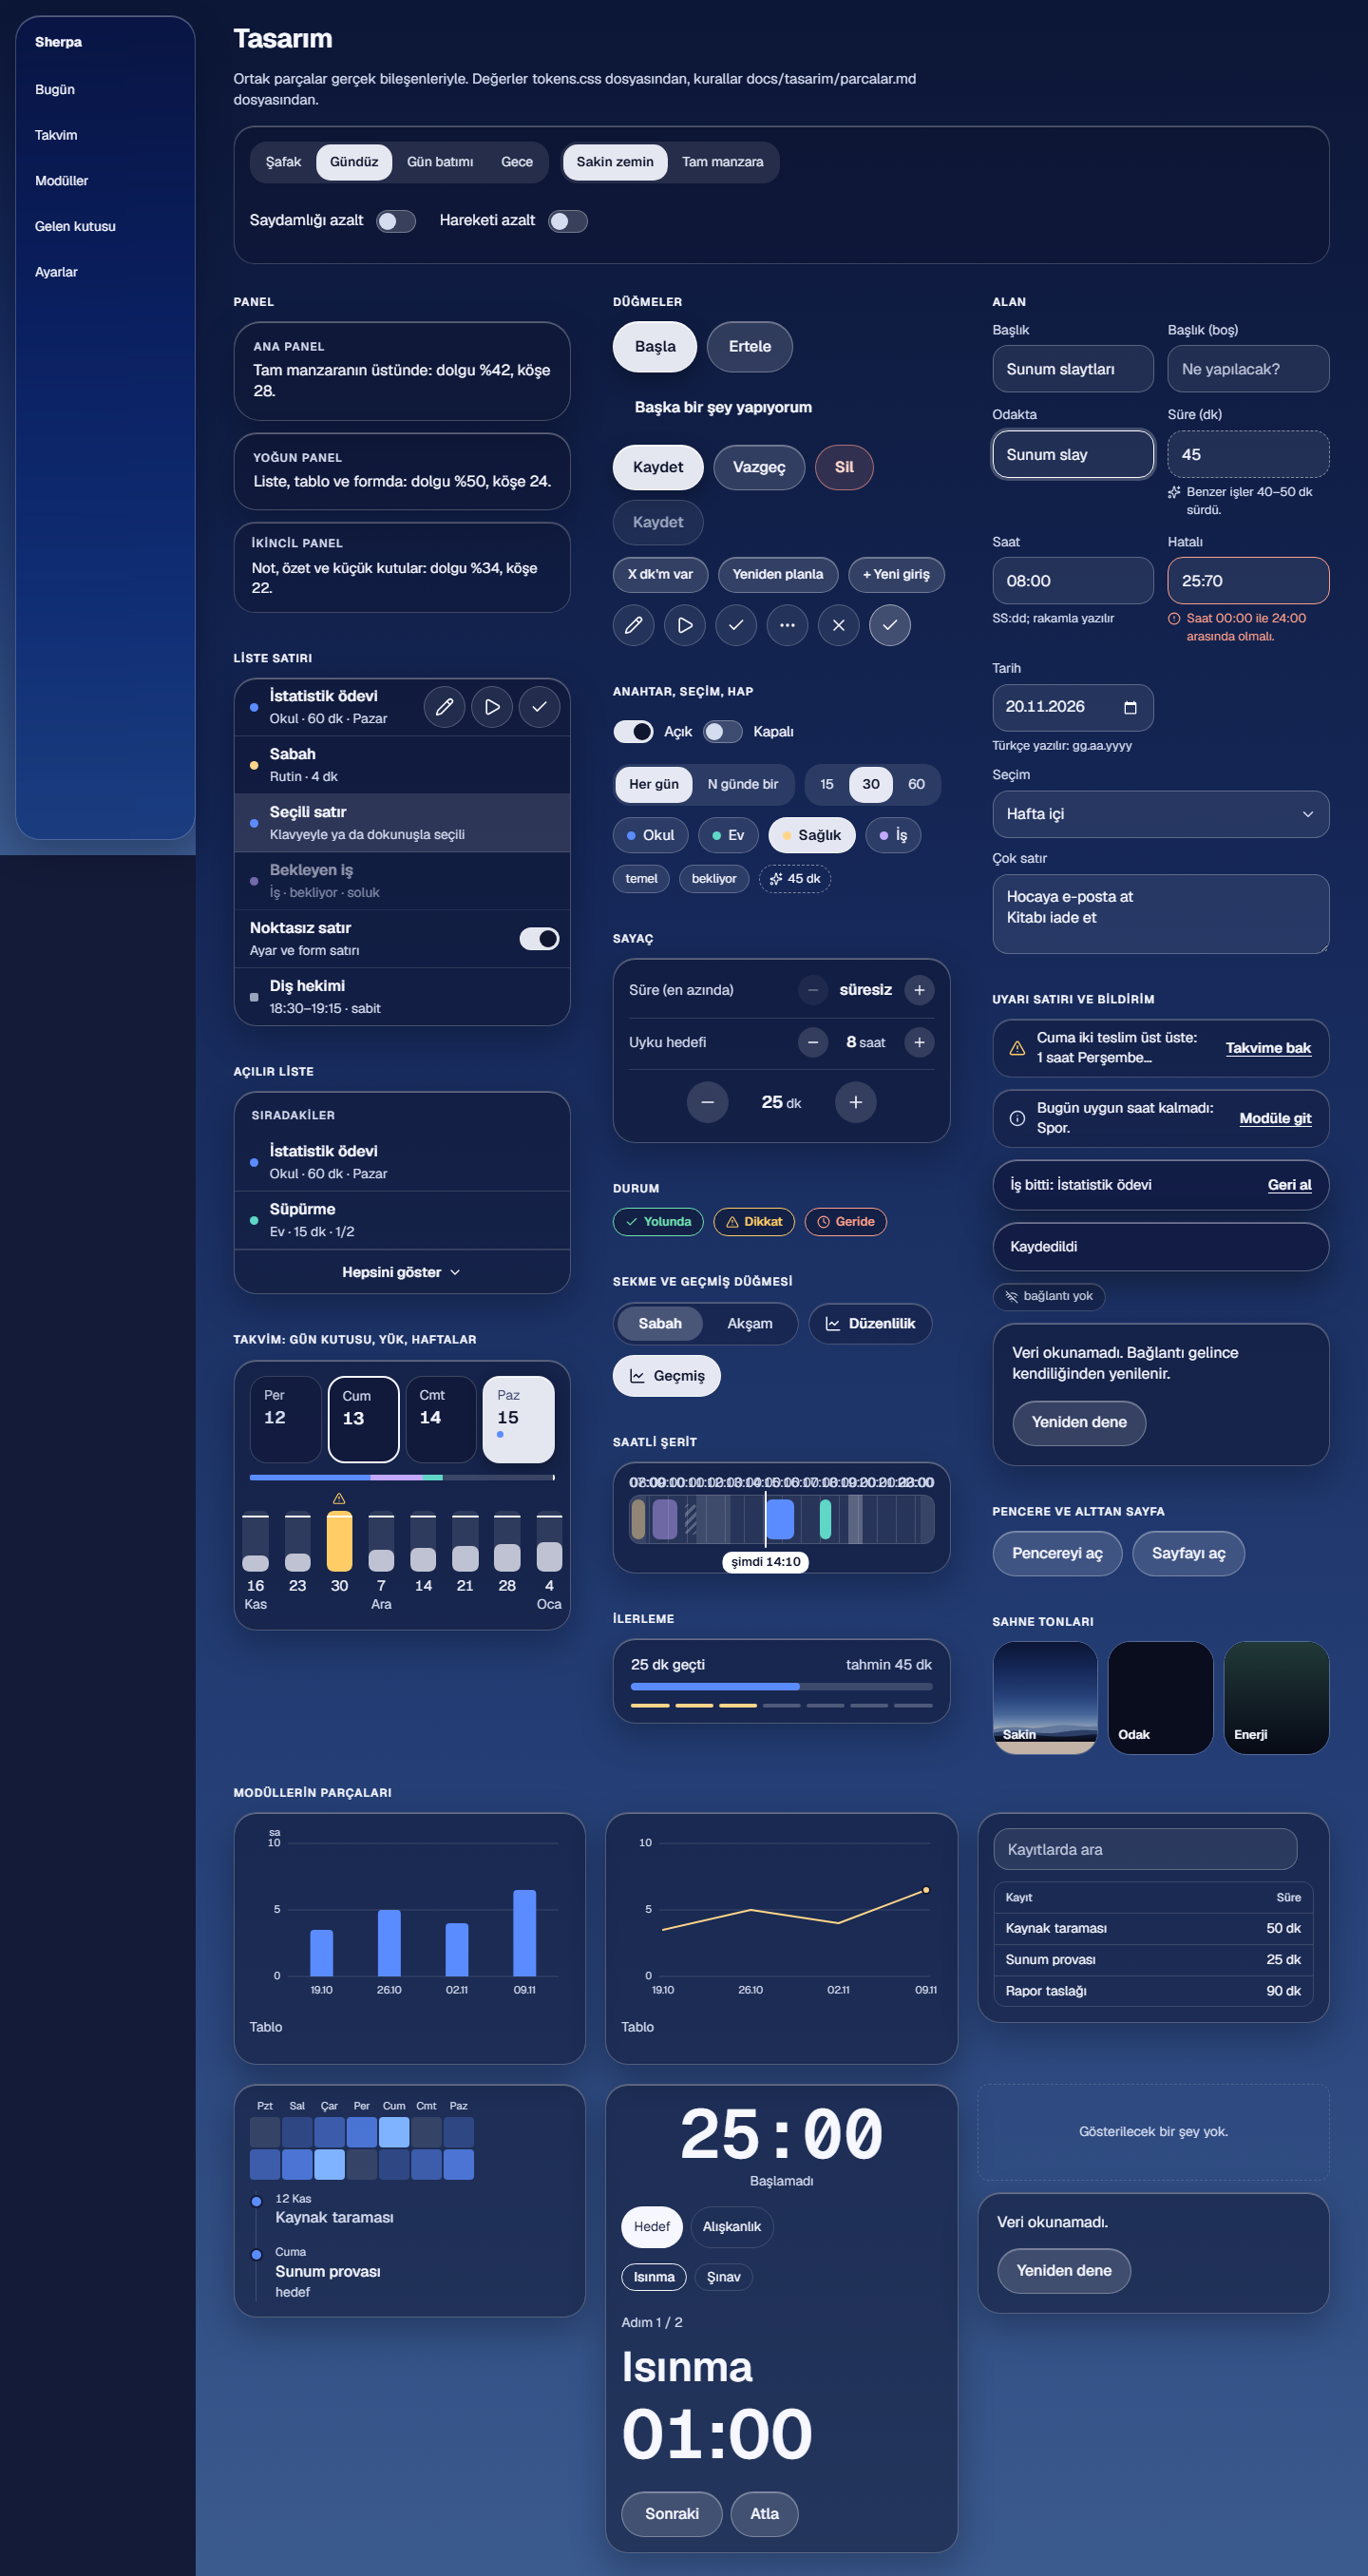 Sherpa
Bugün
Takvim
Modüller
Gelen kutusu
Ayarlar
Tasarım
Ortak parçalar gerçek bileşenleriyle. Değerler tokens.css dosyasından, kurallar docs/tasarim/parcalar.md
dosyasından.
Şafak Gündüz Gün batımı Gece Sakin zemin Tam manzara
Saydamlığı azalt Hareketi azalt
PANEL
ANA PANEL
Tam manzaranın üstünde: dolgu %42, köşe
28.
YOĞUN PANEL
Liste, tablo ve formda: dolgu %50, köşe 24.
İKİNCİL PANEL
Not, özet ve küçük kutular: dolgu %34, köşe
22.
LİSTE SATIRI
İstatistik ödevi
Okul · 60 dk · Pazar
Sabah
Rutin · 4 dk
Seçili satır
Klavyeyle ya da dokunuşla seçili
Bekleyen iş
İş · bekliyor · soluk
Noktasız satır
Ayar ve form satırı
Diş hekimi
18:30–19:15 · sabit
AÇILIR LİSTE
SIRADAKİLER
İstatistik ödevi
Okul · 60 dk · Pazar
Süpürme
Ev · 15 dk · 1/2
Hepsini göster
TAKVİM: GÜN KUTUSU, YÜK, HAFTALAR
Per Cum Cmt Paz
12 13 14 15
16 23 30 7 14 21 28 4
Kas Ara Oca
DÜĞMELER
Başla Ertele
Başka bir şey yapıyorum
Kaydet Vazgeç Sil
Kaydet
X dk'm var Yeniden planla + Yeni giriş
ANAHTAR, SEÇİM, HAP
Açık Kapalı
Her gün N günde bir 15 30 60
Okul Ev Sağlık İş
temel bekliyor 45 dk
SAYAÇ
Süre (en azında) − süresiz +
Uyku hedefi − 8 saat +
− 25 dk +
DURUM
Yolunda Dikkat Geride
SEKME VE GEÇMİŞ DÜĞMESİ
Sabah Akşam Düzenlilik
Geçmiş
SAATLİ ŞERİT
şimdi 14:10
İLERLEME
25 dk geçti tahmin 45 dk
ALAN
Başlık Başlık (boş)
Sunum slaytları Ne yapılacak?
Odakta Süre (dk)
Sunum slay 45
Benzer işler 40–50 dk
sürdü.
Saat Hatalı
08:00 25:70
SS:dd; rakamla yazılır Saat 00:00 ile 24:00
arasında olmalı.
Tarih
20.11.2026
Türkçe yazılır: gg.aa.yyyy
Seçim
Hafta içi
Çok satır
Hocaya e-posta at
Kitabı iade et
UYARI SATIRI VE BİLDİRİM
Cuma iki teslim üst üste:
1 saat Perşembe… Takvime bak
Bugün uygun saat kalmadı:
Spor. Modüle git
İş bitti: İstatistik ödevi Geri al
Kaydedildi
bağlantı yok
Veri okunamadı. Bağlantı gelince
kendiliğinden yenilenir.
Yeniden dene
PENCERE VE ALTTAN SAYFA
Pencereyi aç Sayfayı aç
SAHNE TONLARI
Sakin Odak Enerji
MODÜLLERİN PARÇALARI
sa
10
5
0
19.10 26.10 02.11 09.11
Tablo
10
5
0
19.10 26.10 02.11 09.11
Tablo
Kayıtlarda ara
Kayıt Süre
Kaynak taraması 50 dk
Sunum provası 25 dk
Rapor taslağı 90 dk
Pzt Sal Çar Per Cum Cmt Paz
12 Kas
Kaynak taraması
Cuma
Sunum provası
hedef
25:00
Başlamadı
Hedef Alışkanlık
Isınma Şınav
Adım 1 / 2
Isınma
01:00
Sonraki Atla
Gösterilecek bir şey yok.
Veri okunamadı.
Yeniden dene